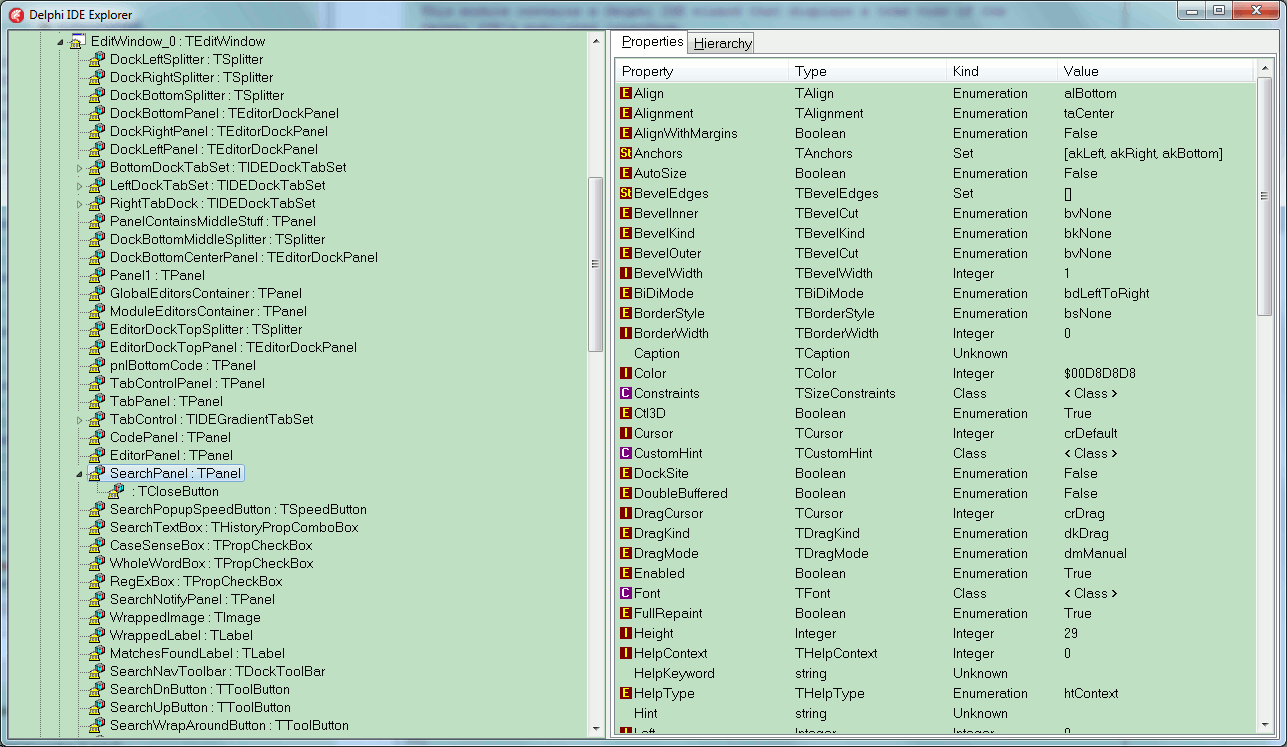 Delphi IDE Explorer
EditWindow_0 : TEditWindow
DockLeftSplitter : TSplitter
DockRightSplitter : TSplitter
DockBottomSplitter : TSplitter
DockBottomPanel : TEditorDockPanel
DockRightPanel : TEditorDockPanel
DockLeftPanel : TEditorDockPanel
BottomDockTabSet : TIDEDockTabSet
LeftDockTabSet : TIDEDockTabSet
RightTabDock : TIDEDockTabSet
PanelContainsMiddleStuff : TPanel
DockBottomMiddleSplitter : TSplitter
DockBottomCenterPanel : TEditorDockPanel
Panel1 : TPanel
GlobalEditorsContainer : TPanel
ModuleEditorsContainer : TPanel
EditorDockTopSplitter : TSplitter
EditorDockTopPanel : TEditorDockPanel
pnlBottomCode : TPanel
TabControlPanel : TPanel
TabPanel : TPanel
TabControl : TIDEGradientTabSet
CodePanel : TPanel
EditorPanel : TPanel
SearchPanel : TPanel
: TCloseButton
SearchPopupSpeedButton : TSpeedButton
SearchTextBox : THistoryPropComboBox
CaseSenseBox : TPropCheckBox
WholeWordBox : TPropCheckBox
RegExBox : TPropCheckBox
SearchNotifyPanel : TPanel
WrappedImage : TImage
WrappedLabel : TLabel
MatchesFoundLabel : TLabel
SearchNavToolbar : TDockToolBar
SearchDnButton : TToolButton
SearchUpButton : TToolButton
SearchWrapAroundButton : TToolButton
Properties Hierarchy
Property Type Kind Value
E Align TAlign Enumeration alBottom
E Alignment TAlignment Enumeration taCenter
E AlignWithMargins Boolean Enumeration False
St Anchors TAnchors Set [akLeft, akRight, akBottom]
E AutoSize Boolean Enumeration False
St BevelEdges TBevelEdges Set []
E BevelInner TBevelCut Enumeration bvNone
E BevelKind TBevelKind Enumeration bkNone
E BevelOuter TBevelCut Enumeration bvNone
I BevelWidth TBevelWidth Integer 1
E BiDiMode TBiDiMode Enumeration bdLeftToRight
E BorderStyle TBorderStyle Enumeration bsNone
I BorderWidth TBorderWidth Integer 0
Caption TCaption Unknown
I Color TColor Integer $00D8D8D8
C Constraints TSizeConstraints Class < Class >
E Ctl3D Boolean Enumeration True
I Cursor TCursor Integer crDefault
C CustomHint TCustomHint Class < Class >
E DockSite Boolean Enumeration False
E DoubleBuffered Boolean Enumeration False
I DragCursor TCursor Integer crDrag
E DragKind TDragKind Enumeration dkDrag
E DragMode TDragMode Enumeration dmManual
E Enabled Boolean Enumeration True
C Font TFont Class < Class >
E FullRepaint Boolean Enumeration True
I Height Integer Integer 29
I HelpContext THelpContext Integer 0
HelpKeyword string Unknown
E HelpType THelpType Enumeration htContext
Hint string Unknown
I Left Integer Integer 0